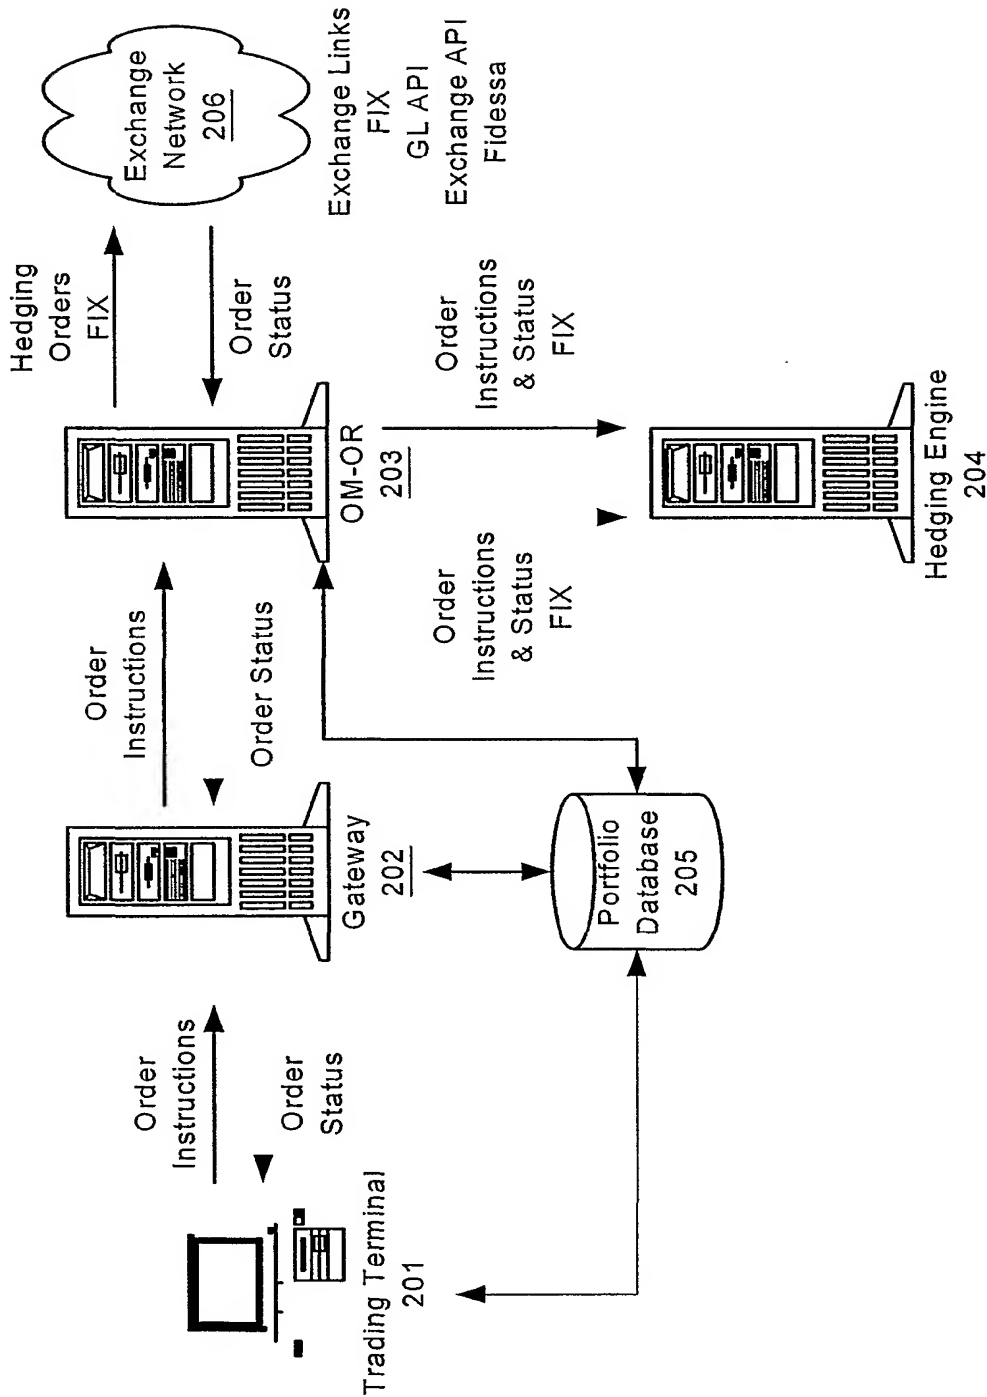 Hedging
Orders
FIX
Exchange
Network
206
Order
Status
Exchange Links
FIX
GL API
Exchange API
Fidessa
Order
Instructions
Order Status
OM-OR
203
Order
Instructions
& Status
FIX
Order
Instructions
& Status
FIX
Hedging Engine
204
Gateway
202
Portfolio
Database
205
Order
Instructions
Order
Status
Trading Terminal
201